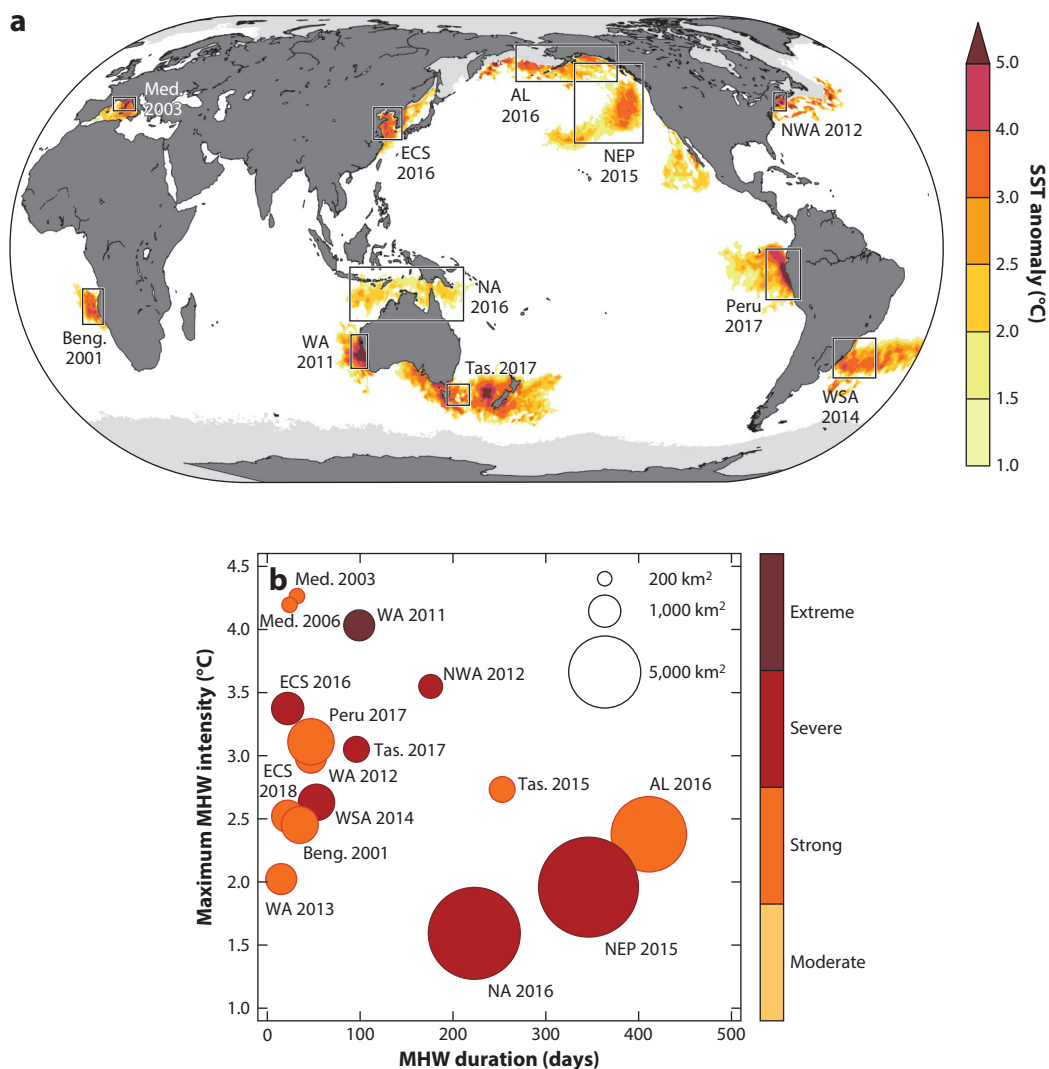 a
Med.
2003
ECS
2016
AL
2016
NEP
2015
NWA 2012
Beng.
2001
NA
2016
WA
2011
Tas. 2017
Peru
2017
WSA
2014
5.0
4.0
3.0
2.5
2.0
1.5
1.0
SST anomaly (°C)
b
Maximum MHW intensity (°C)
4.5
4.0
3.5
3.0
2.5
2.0
1.5
1.0
0
100
200
300
400
500
MHW duration (days)
Med. 2003
Med. 2006
WA 2011
NWA 2012
ECS 2016
Peru 2017
Tas. 2017
ECS
2018
WA 2012
WSA 2014
Beng. 2001
WA 2013
Tas. 2015
AL 2016
NEP 2015
NA 2016
200 km²
1,000 km²
5,000 km²
Extreme
Severe
Strong
Moderate